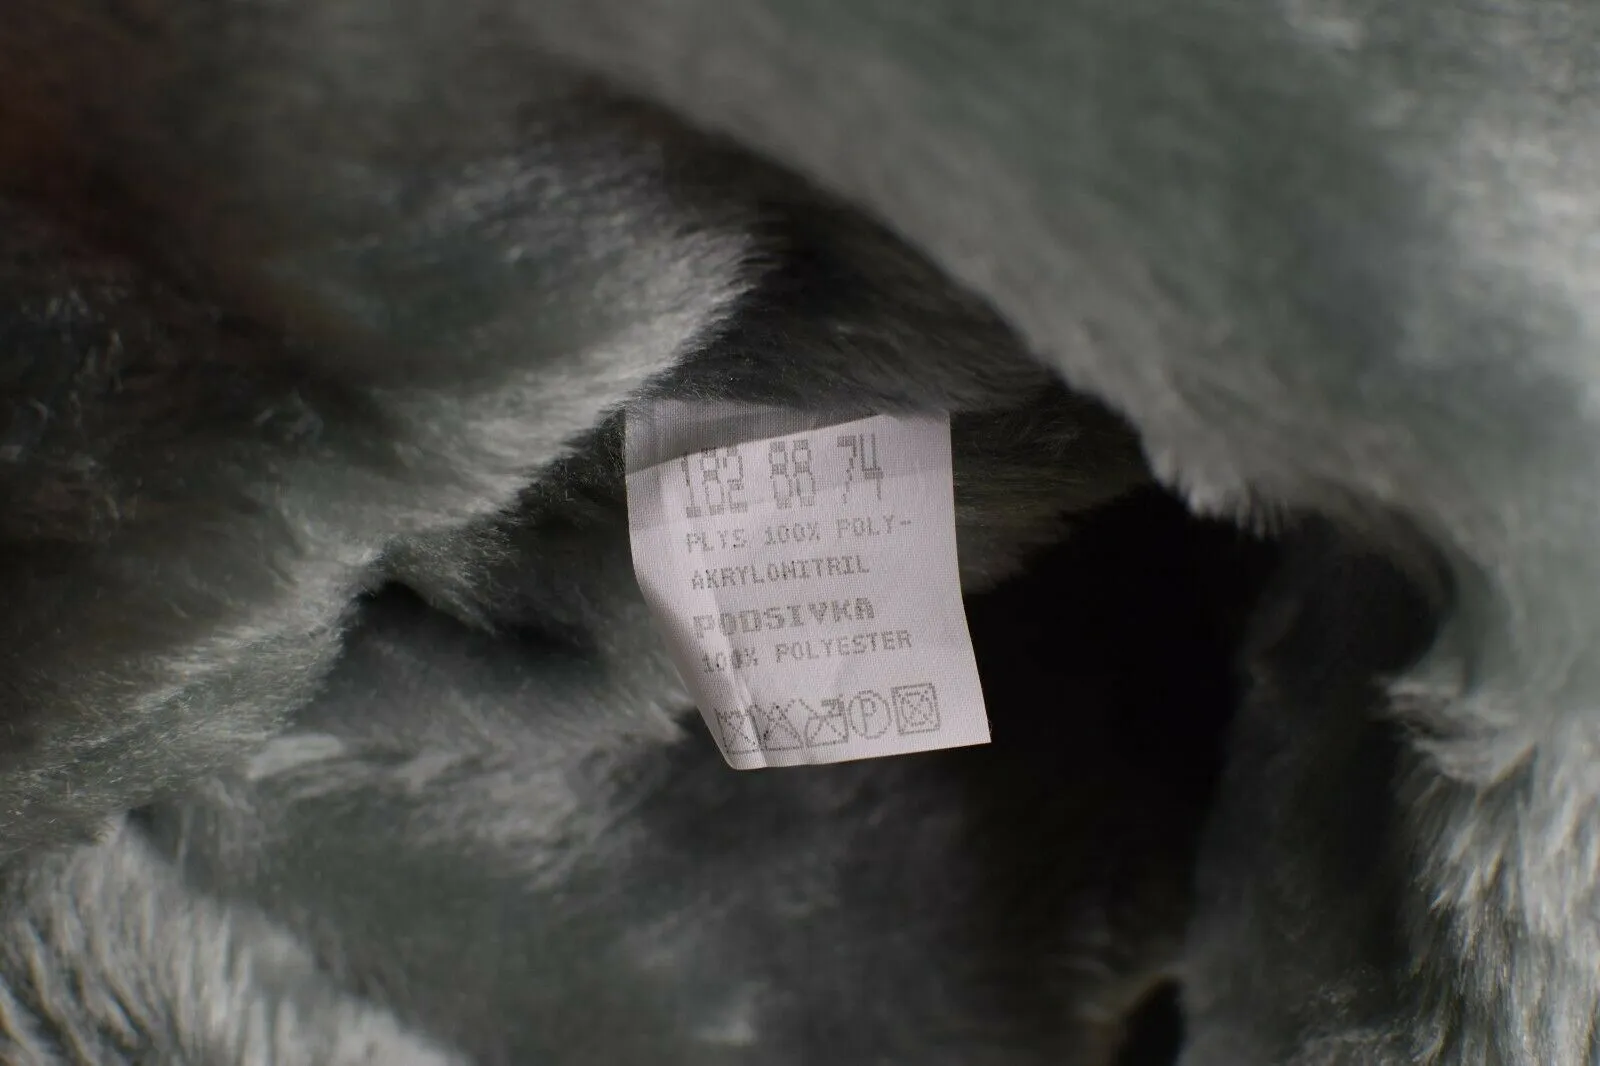 182 88 74
PLYS 100% POLY-
AKRYLONITRIL
PODSIVKA
100% POLYESTER
P